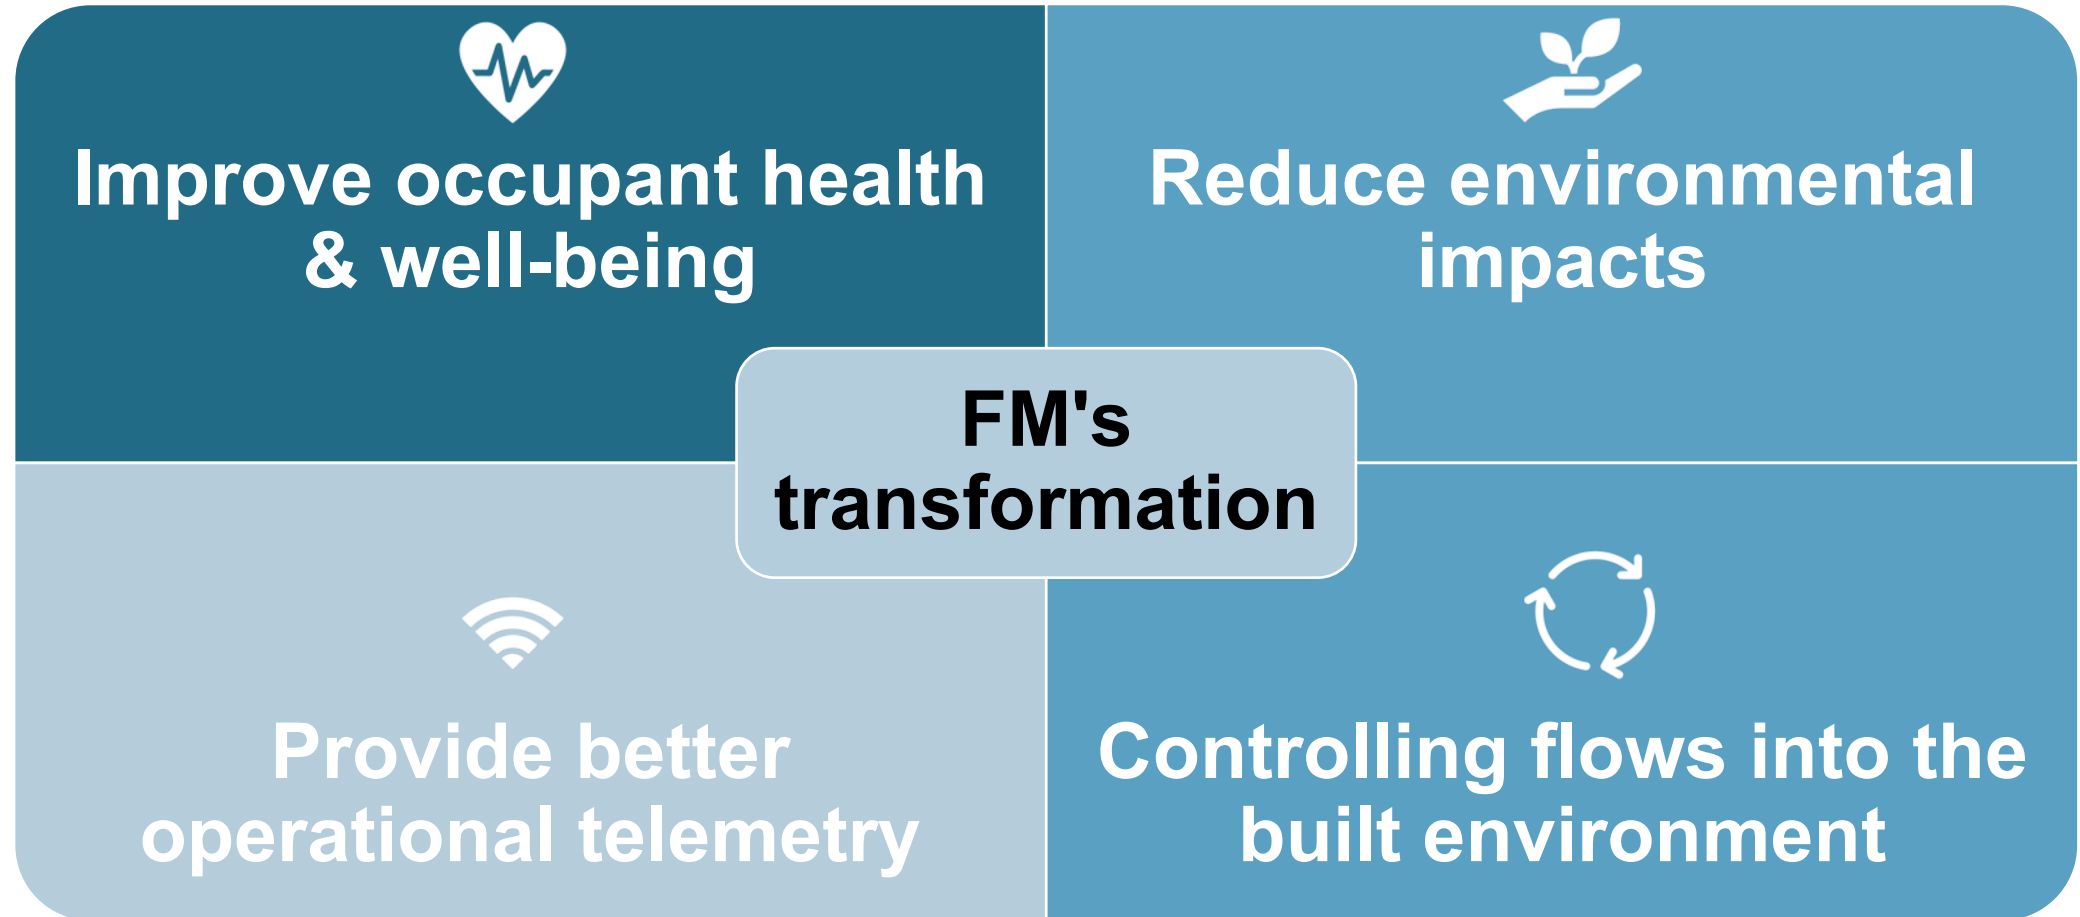 Improve occupant health
& well-being
Reduce environmental
impacts
FM's
transformation
Provide better
operational telemetry
Controlling flows into the
built environment